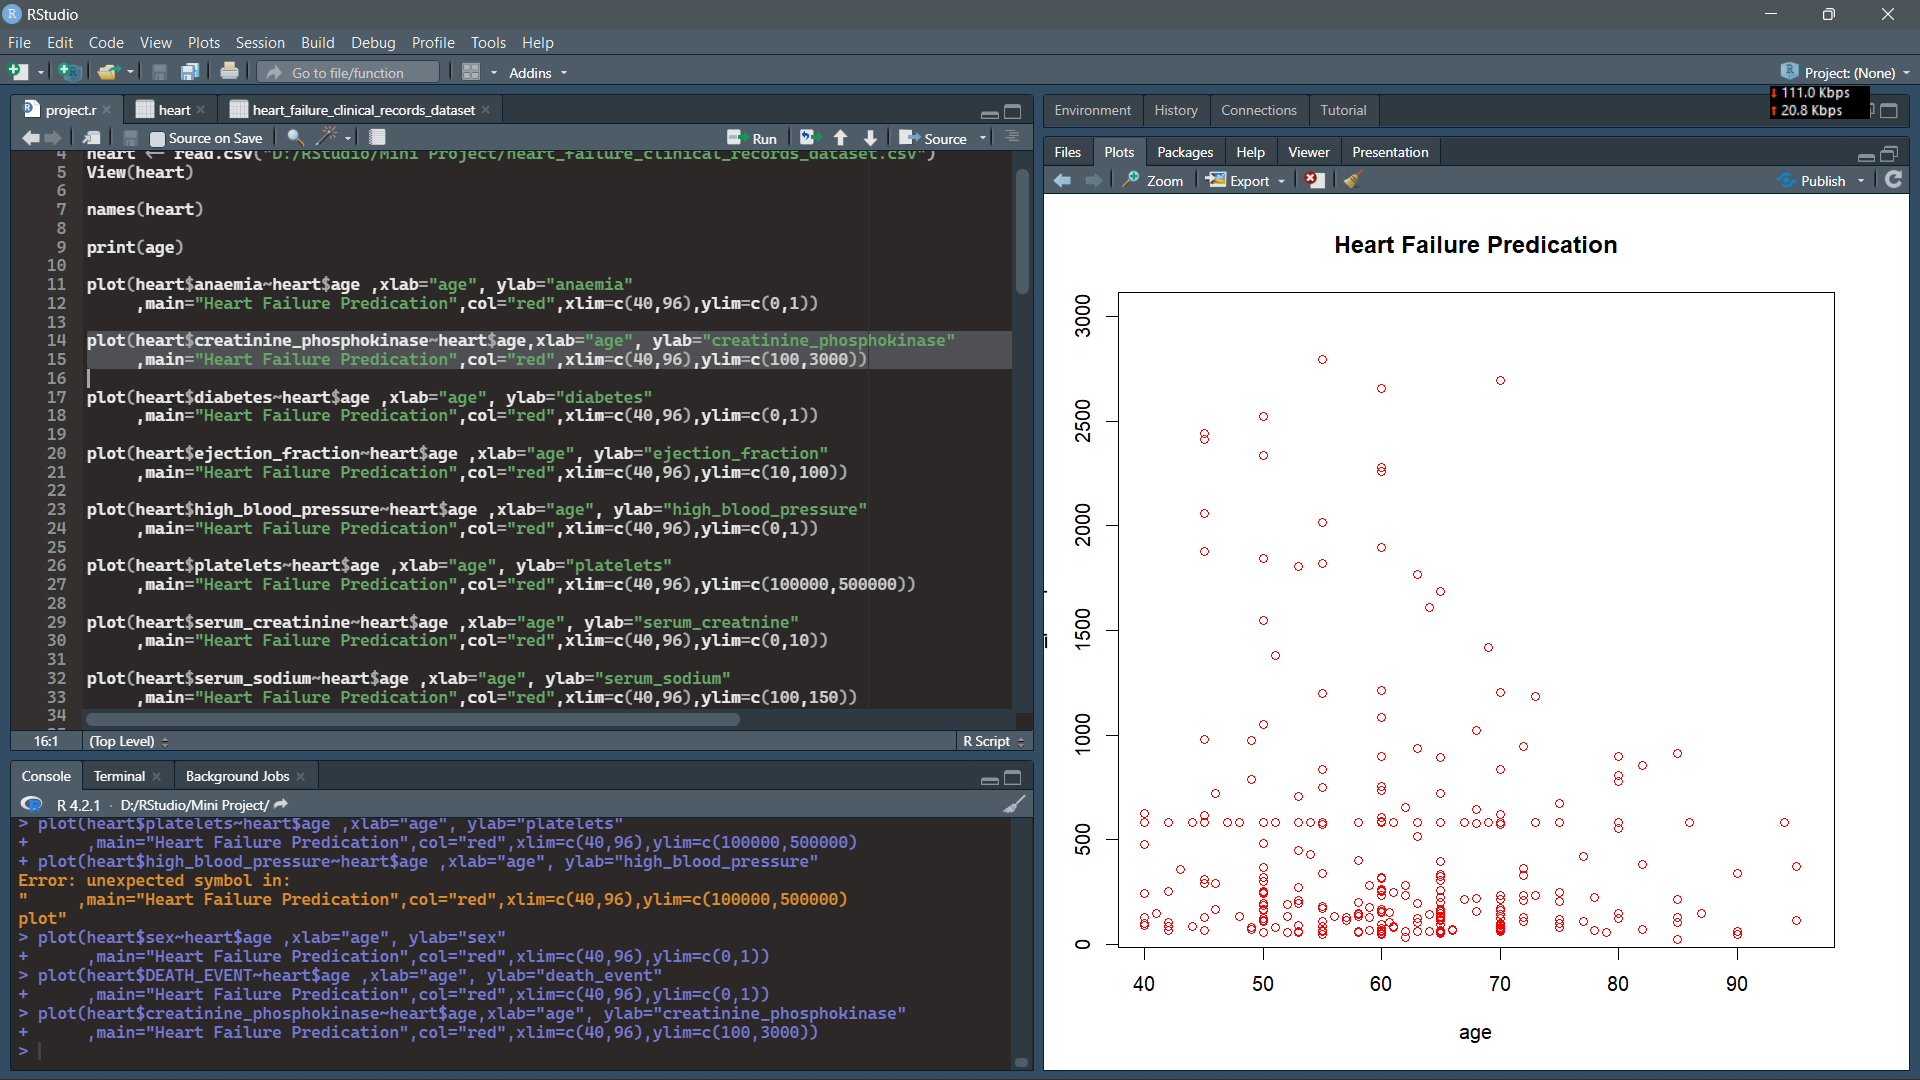 RStudio
File Edit Code View Plots Session Build Debug Profile Tools Help
Go to file/function Addins Project: (None)
111.0 Kbps
20.8 Kbps
project.r heart heart_failure_clinical_records_dataset
Source on Save Run Source
4 heart <- read.csv("D:/RStudio/Mini Project/heart_failure_clinical_records_dataset.csv")
5 View(heart)
6
7 names(heart)
8
9 print(age)
10
11 plot(heart$anaemia~heart$age ,xlab="age", ylab="anaemia"
12 ,main="Heart Failure Predication",col="red",xlim=c(40,96),ylim=c(0,1))
13
14 plot(heart$creatinine_phosphokinase~heart$age,xlab="age", ylab="creatinine_phosphokinase"
15 ,main="Heart Failure Predication",col="red",xlim=c(40,96),ylim=c(100,3000))
16
17 plot(heart$diabetes~heart$age ,xlab="age", ylab="diabetes"
18 ,main="Heart Failure Predication",col="red",xlim=c(40,96),ylim=c(0,1))
19
20 plot(heart$ejection_fraction~heart$age ,xlab="age", ylab="ejection_fraction"
21 ,main="Heart Failure Predication",col="red",xlim=c(40,96),ylim=c(10,100))
22
23 plot(heart$high_blood_pressure~heart$age ,xlab="age", ylab="high_blood_pressure"
24 ,main="Heart Failure Predication",col="red",xlim=c(40,96),ylim=c(0,1))
25
26 plot(heart$platelets~heart$age ,xlab="age", ylab="platelets"
27 ,main="Heart Failure Predication",col="red",xlim=c(40,96),ylim=c(100000,500000))
28
29 plot(heart$serum_creatinine~heart$age ,xlab="age", ylab="serum_creatnine"
30 ,main="Heart Failure Predication",col="red",xlim=c(40,96),ylim=c(0,10))
31
32 plot(heart$serum_sodium~heart$age ,xlab="age", ylab="serum_sodium"
33 ,main="Heart Failure Predication",col="red",xlim=c(40,96),ylim=c(100,150))
34
16:1 (Top Level) R Script
Console Terminal Background Jobs
R 4.2.1 · D:/RStudio/Mini Project/
> plot(heart$platelets~heart$age ,xlab="age", ylab="platelets"
+ ,main="Heart Failure Predication",col="red",xlim=c(40,96),ylim=c(100000,500000)
+ plot(heart$high_blood_pressure~heart$age ,xlab="age", ylab="high_blood_pressure"
Error: unexpected symbol in:
" ,main="Heart Failure Predication",col="red",xlim=c(40,96),ylim=c(100000,500000)
plot"
> plot(heart$sex~heart$age ,xlab="age", ylab="sex"
+ ,main="Heart Failure Predication",col="red",xlim=c(40,96),ylim=c(0,1))
> plot(heart$DEATH_EVENT~heart$age ,xlab="age", ylab="death_event"
+ ,main="Heart Failure Predication",col="red",xlim=c(40,96),ylim=c(0,1))
> plot(heart$creatinine_phosphokinase~heart$age,xlab="age", ylab="creatinine_phosphokinase"
+ ,main="Heart Failure Predication",col="red",xlim=c(40,96),ylim=c(100,3000))
>
Environment History Connections Tutorial
Files Plots Packages Help Viewer Presentation
Zoom Export Publish
Heart Failure Predication
3000
2500
2000
1500
1000
500
0
40 50 60 70 80 90
age